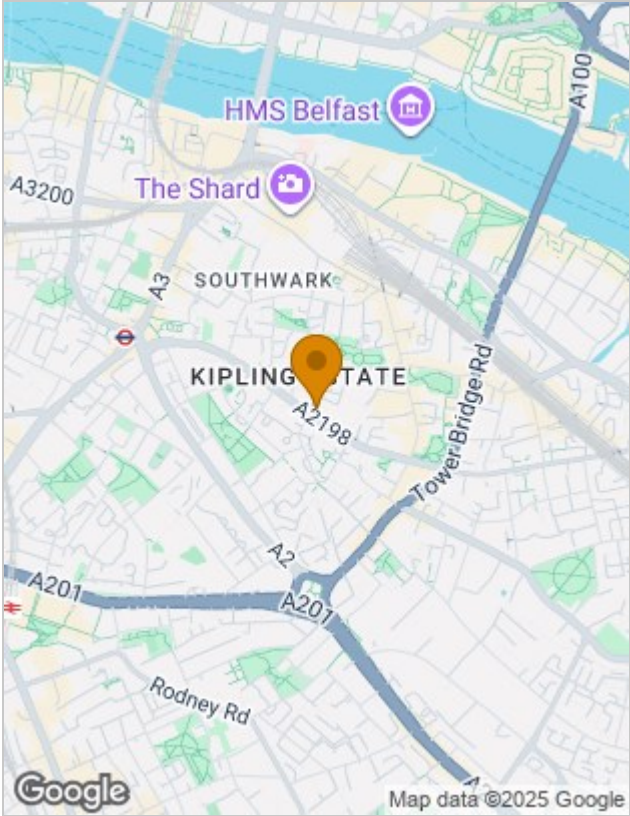 A100
HMS Belfast
The Shard
A3200
SOUTHWARK
A3
KIPLING
A2198
Tower Bridge Rd
A2
A201
A201
Rodney Rd
Google
Map data ©2025 Google